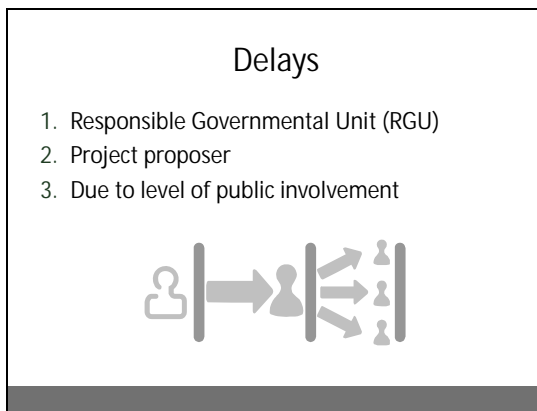 Delays
1. Responsible Governmental Unit (RGU)
2. Project proposer
3. Due to level of public involvement